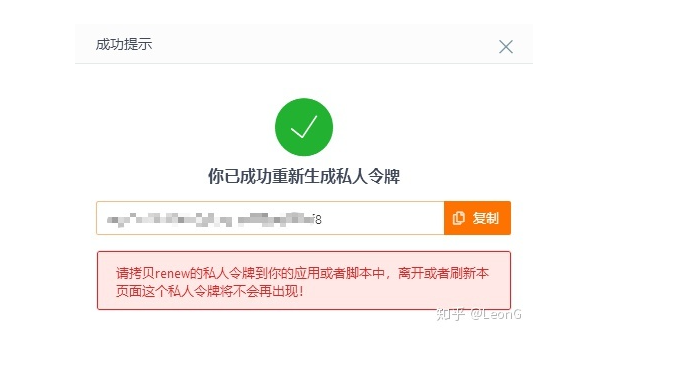 成功提示
你已成功重新生成私人令牌
f8
复制
请拷贝renew的私人令牌到你的应用或者脚本中，离开或者刷新本
页面这个私人令牌将不会再出现！
知乎 @LeonG